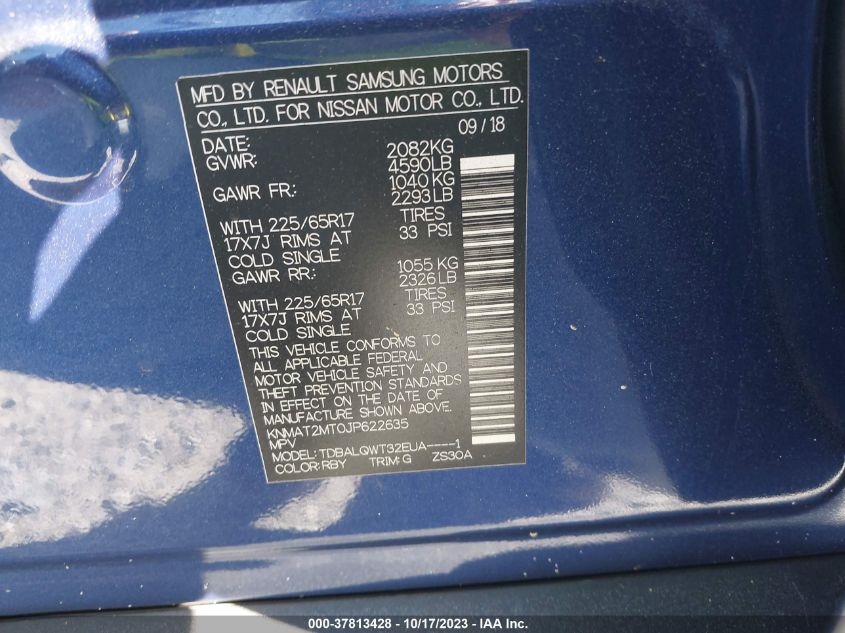 MFD BY RENAULT SAMSUNG MOTORS
CO., LTD. FOR NISSAN MOTOR CO., LTD.
DATE: 09/18
GVWR: 2082KG
4590LB
GAWR FR: 1040KG
2293LB
WITH 225/65R17 TIRES
17X7J RIMS AT 33 PSI
COLD SINGLE
GAWR RR: 1055KG
2326LB
WITH 225/65R17 TIRES
17X7J RIMS AT 33 PSI
COLD SINGLE
THIS VEHICLE CONFORMS TO
ALL APPLICABLE FEDERAL
MOTOR VEHICLE SAFETY AND
THEFT PREVENTION STANDARDS
IN EFFECT ON THE DATE OF
MANUFACTURE SHOWN ABOVE.
KNMAT2MT0JP622635
MPV
MODEL: TDBALQWT32EUA----1
COLOR:RBY TRIM:G ZS30A
000-37813428 - 10/17/2023 - IAA Inc.